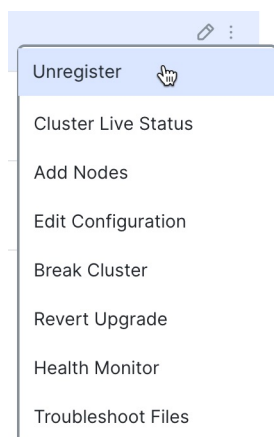 Unregister
Cluster Live Status
Add Nodes
Edit Configuration
Break Cluster
Revert Upgrade
Health Monitor
Troubleshoot Files